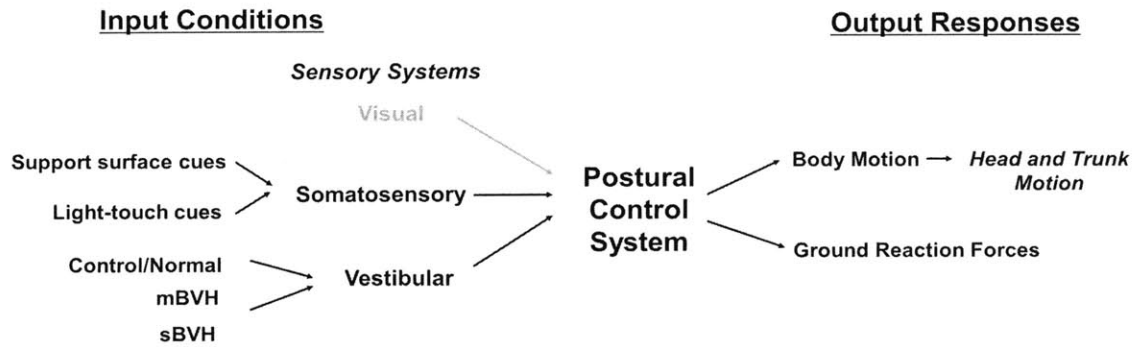 Input Conditions
Output Responses
Sensory Systems
Visual
Support surface cues
Light-touch cues
Somatosensory
Control/Normal
mBVH
sBVH
Vestibular
Postural
Control
System
Body Motion
Head and Trunk
Motion
Ground Reaction Forces